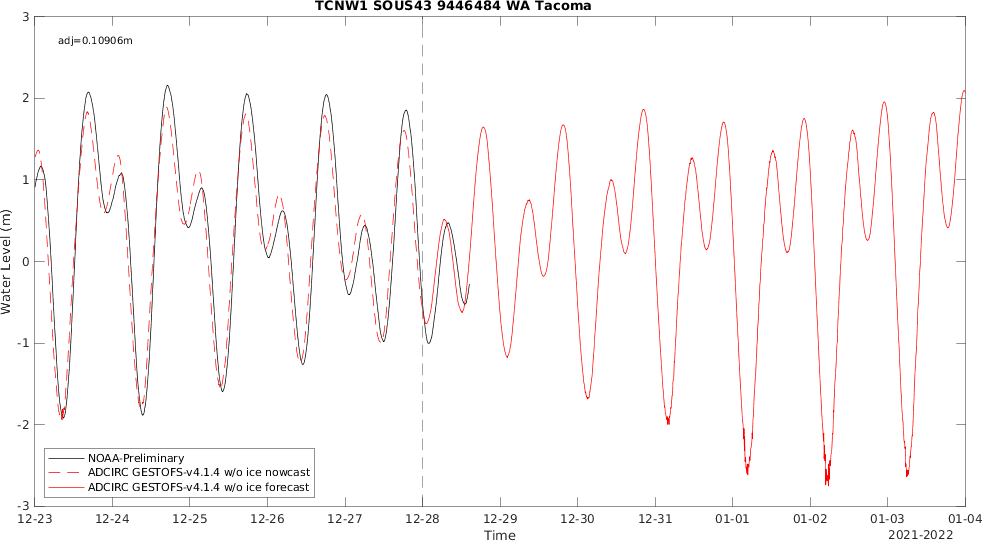 TCNW1 SOUS43 9446484 WA Tacoma
adj=0.10906m
3
2
1
0
-1
-2
-3
Water Level (m)
NOAA-Preliminary
ADCIRC GESTOFS-v4.1.4 w/o ice nowcast
ADCIRC GESTOFS-v4.1.4 w/o ice forecast
12-23 12-24 12-25 12-26 12-27 12-28 12-29 12-30 12-31 01-01 01-02 01-03 01-04
Time
2021-2022